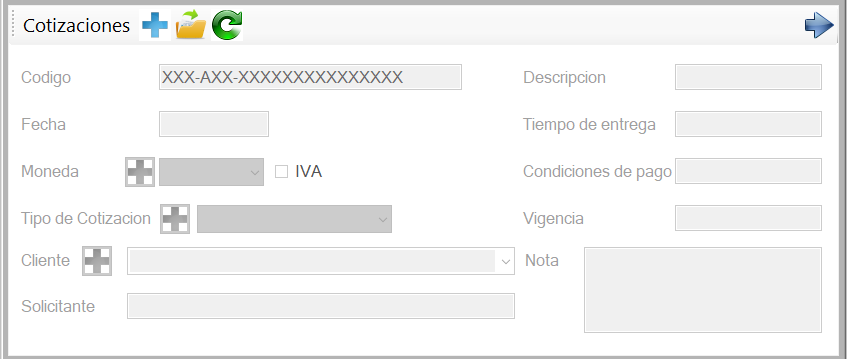 Cotizaciones
Codigo XXX-AXX-XXXXXXXXXXXXXXX Descripcion
Fecha Tiempo de entrega
Moneda IVA Condiciones de pago
Tipo de Cotizacion Vigencia
Cliente Nota
Solicitante